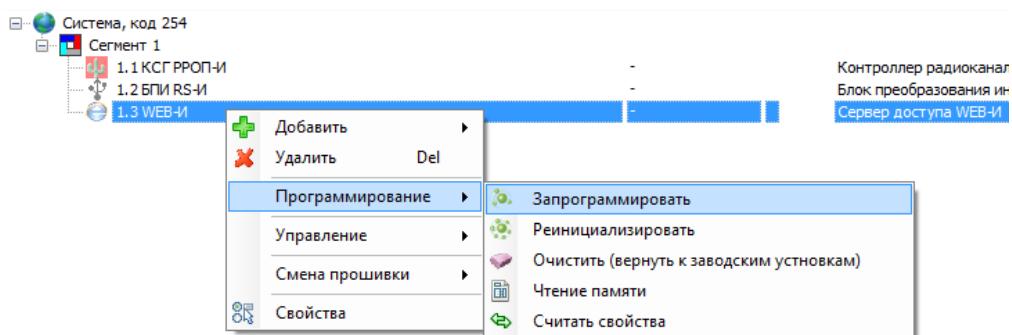 Система, код 254
Сегмент 1
1.1 КСГ РРОП-И - Контроллер радиоканал
1.2 БПИ RS-И - Блок преобразования ин
1.3 WEB-И - Сервер доступа WEB-И
Добавить
Удалить Del
Программирование
Управление
Смена прошивки
Свойства
Запрограммировать
Реинициализировать
Очистить (вернуть к заводским устновкам)
Чтение памяти
Считать свойства